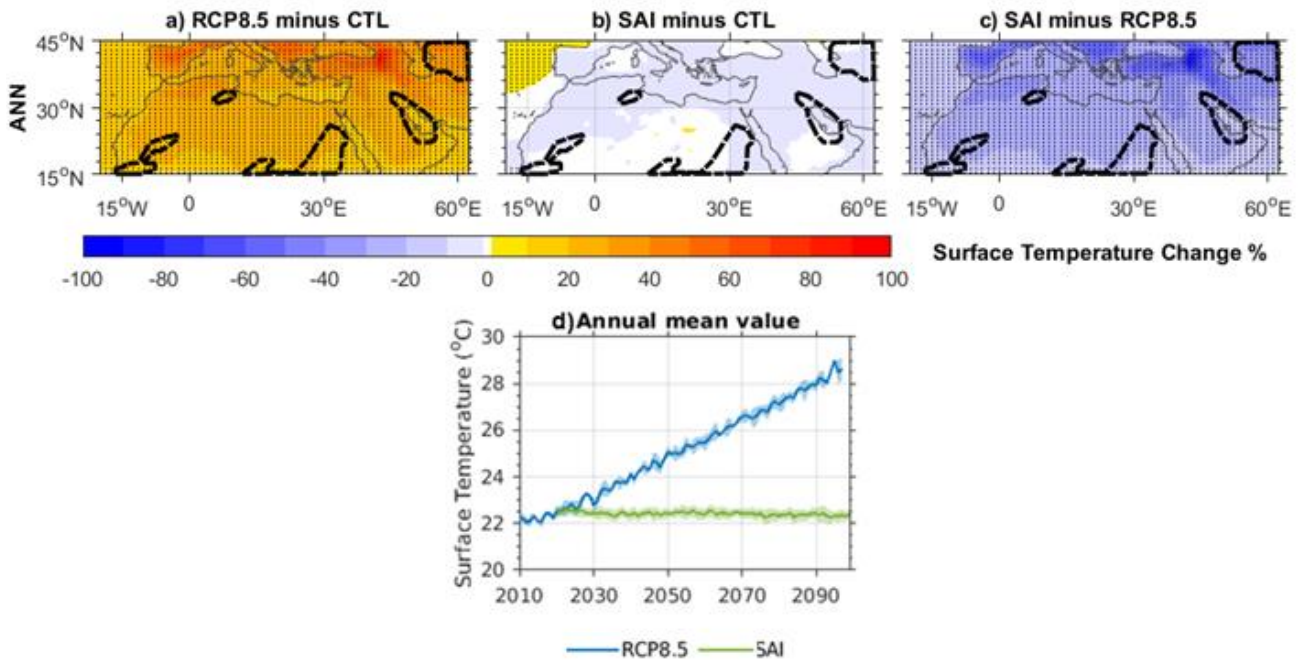 a) RCP8.5 minus CTL b) SAI minus CTL c) SAI minus RCP8.5
45°N
ANN
30°N
15°N
15°W 0 30°E 60°E 15°W 0 30°E 60°E 15°W 0 30°E 60°E
-100 -80 -60 -40 -20 0 20 40 60 80 100
Surface Temperature Change %
d)Annual mean value
Surface Temperature (°C)
30
28
26
24
22
20
2010 2030 2050 2070 2090
RCP8.5 SAI